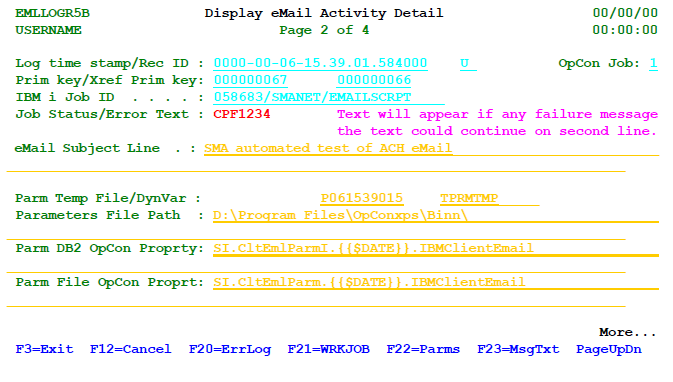 EMLLOGR5B Display eMail Activity Detail 00/00/00
USERNAME Page 2 of 4 00:00:00
Log time stamp/Rec ID : 0000-00-06-15.39.01.584000 U OpCon Job: 1
Prim key/Xref Prim key: 000000067 000000066
IBM i Job ID . . . . : 058683/SMANET/EMAILSCRPT
Job Status/Error Text : CPF1234 Text will appear if any failure message
the text could continue on second line.
eMail Subject Line . : SMA automated test of ACH eMail
Parm Temp File/DynVar : P061539015 TPRMTMP
Parameters File Path : D:\Program Files\OpConxps\Binn\
Parm DB2 OpCon Proprty: SI.CltEmlParmI.{{$DATE}}.IBMClientEmail
Parm File OpCon Proprt: SI.CltEmlParm.{{$DATE}}.IBMClientEmail
More...
F3=Exit F12=Cancel F20=ErrLog F21=WRKJOB F22=Parms F23=MsgTxt PageUpDn